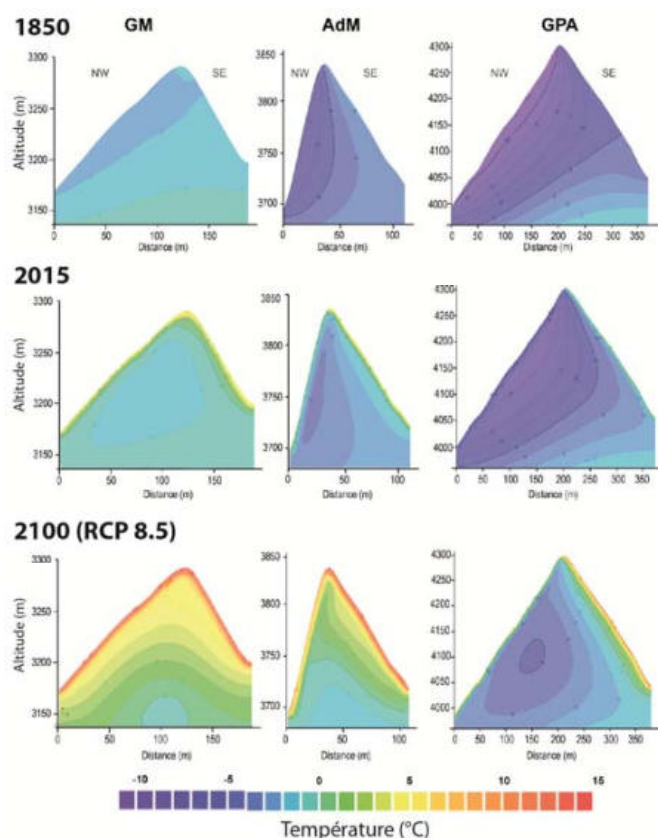 1850 GM AdM GPA
NW SE NW SE NW SE
Altitude (m)
3300 3250 3200 3150
3850 3800 3750 3700
4300 4250 4200 4150 4100 4050 4000
0 50 100 150
0 50 100
0 50 100 150 200 250 300 350
Distance (m) Distance (m) Distance (m)
2015
Altitude (m)
3300 3250 3200 3150
3850 3800 3750 3700
4300 4250 4200 4150 4100 4050 4000
0 50 100 150
0 50 100
0 50 100 150 200 250 300 350
Distance (m) Distance (m) Distance (m)
2100 (RCP 8.5)
Altitude (m)
3300 3250 3200 3150
3850 3800 3750 3700
4300 4250 4200 4150 4100 4050 4000
0 50 100 150
0 50 100
0 50 100 150 200 250 300 350
Distance (m) Distance (m) Distance (m)
-10 -5 0 5 10 15
Température (°C)